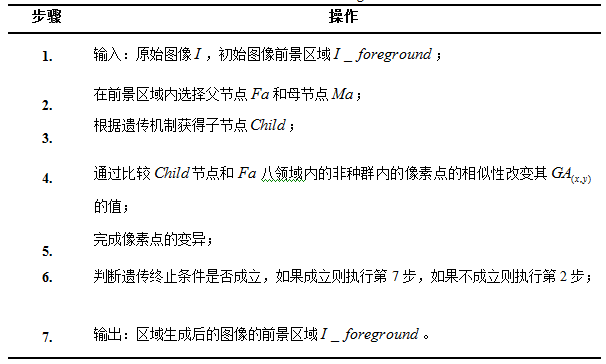 步骤 操作
1. 输入：原始图像 I ，初始图像前景区域 I _ foreground ；
2. 在前景区域内选择父节点 Fa 和母节点 Ma ；
3. 根据遗传机制获得子节点 Child ；
4. 通过比较 Child 节点和 Fa 八领域内的非种群内的像素点的相似性改变其 GA(x,y)
的值；
5. 完成像素点的变异；
6. 判断遗传终止条件是否成立，如果成立则执行第 7 步，如果不成立则执行第 2 步；
7. 输出：区域生成后的图像的前景区域 I _ foreground 。